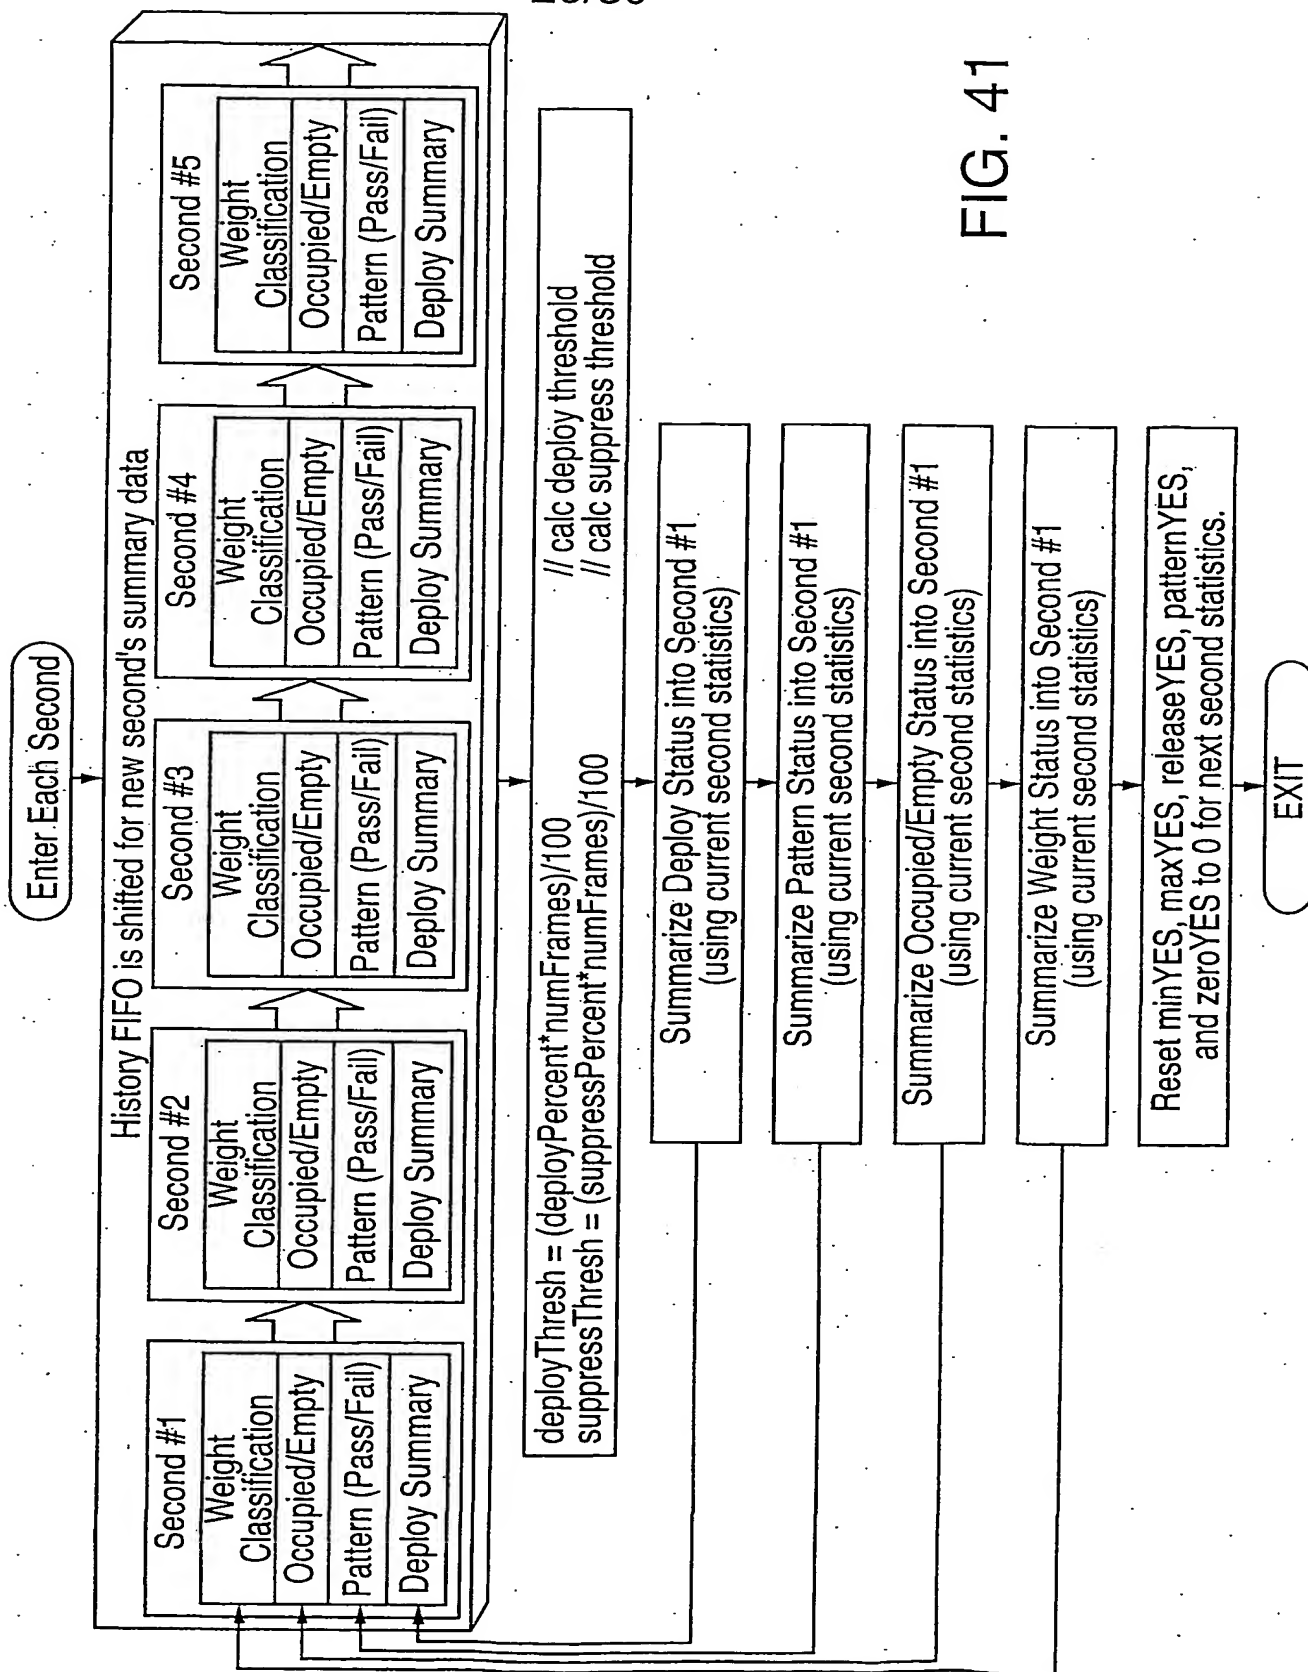 Enter Each Second
History FIFO is shifted for new second's summary data
Second #1
Weight
Classification
Occupied/Empty
Pattern (Pass/Fail)
Deploy Summary
Second #2
Weight
Classification
Occupied/Empty
Pattern (Pass/Fail)
Deploy Summary
Second #3
Weight
Classification
Occupied/Empty
Pattern (Pass/Fail)
Deploy Summary
Second #4
Weight
Classification
Occupied/Empty
Pattern (Pass/Fail)
Deploy Summary
Second #5
Weight
Classification
Occupied/Empty
Pattern (Pass/Fail)
Deploy Summary
deployThresh = (deployPercent*numFrames)/100 // calc deploy threshold
suppressThresh = (suppressPercent*numFrames)/100 // calc suppress threshold
Summarize Deploy Status into Second #1
(using current second statistics)
Summarize Pattern Status into Second #1
(using current second statistics)
Summarize Occupied/Empty Status into Second #1
(using current second statistics)
Summarize Weight Status into Second #1
(using current second statistics)
Reset minYES, maxYES, releaseYES, patternYES,
and zeroYES to 0 for next second statistics.
EXIT
FIG. 41